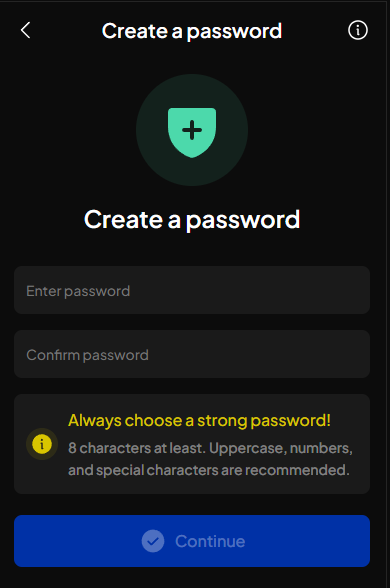 Create a password
Create a password
Enter password
Confirm password
Always choose a strong password!
8 characters at least. Uppercase, numbers,
and special characters are recommended.
Continue